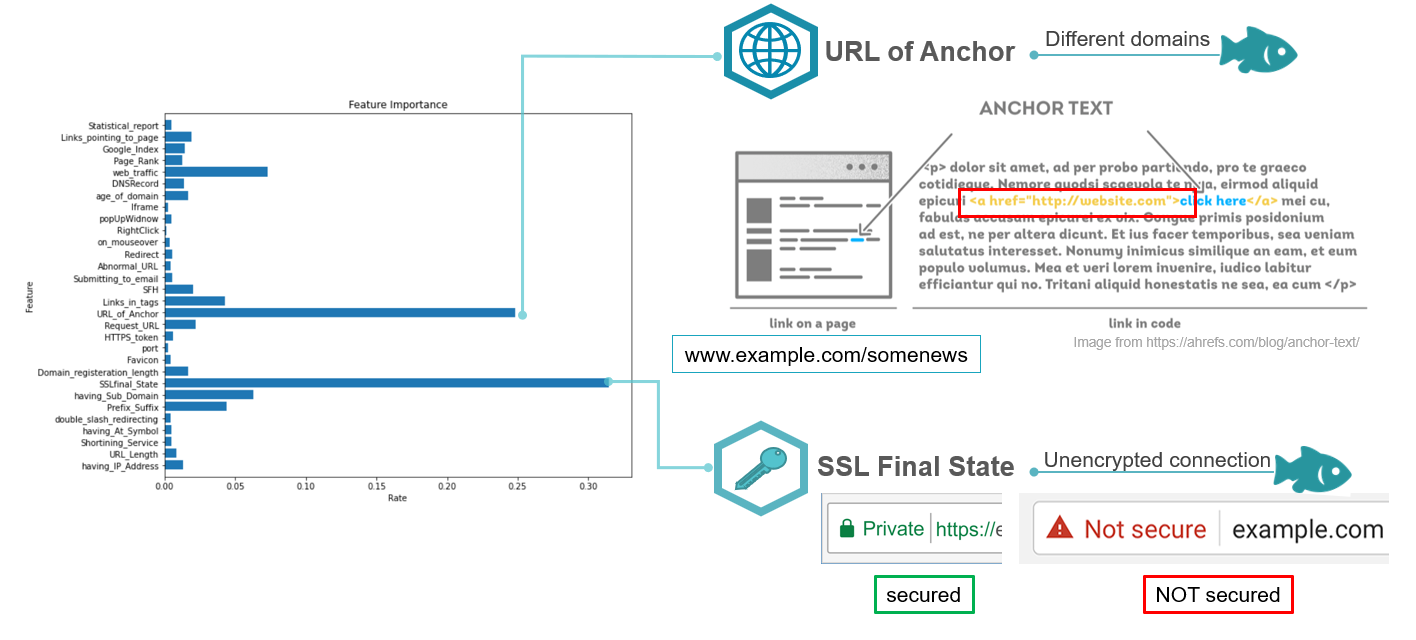 URL of Anchor
Different domains
ANCHOR TEXT
<p> dolor sit amet, ad per probo partiendo, pro te graeco
cotidieque. Nemore quodsi scaevola te nga, eirmod aliquid
epicuri <a href="http://website.com">click here</a> mei cu,
fabulas accusam epicurei ex vix. Congue primis posidonium
ad est, ne per altera dicunt. Et ius facer temporibus, sea veniam
salutatus interesset. Nonumy inimicus similique an eam, et eum
populo volumus. Mea et veri lorem invenire, iudico labitur
efficiantur qui no. Tritani aliquid honestatis ne sea, ea cum </p>
link on a page
link in code
Image from https://ahrefs.com/blog/anchor-text/
www.example.com/somenews
Feature Importance
Feature
Statistical_report
Links_pointing_to_page
Google_Index
Page_Rank
web_traffic
DNSRecord
age_of_domain
Iframe
popUpWidnow
RightClick
on_mouseover
Redirect
Abnormal_URL
Submitting_to_email
SFH
Links_in_tags
URL_of_Anchor
Request_URL
HTTPS_token
port
Favicon
Domain_registeration_length
SSLfinal_State
having_Sub_Domain
Prefix_Suffix
double_slash_redirecting
having_At_Symbol
Shortining_Service
URL_Length
having_IP_Address
0.00 0.05 0.10 0.15 0.20 0.25 0.30
Rate
SSL Final State
Unencrypted connection
Private https://e
Not secure example.com
secured
NOT secured